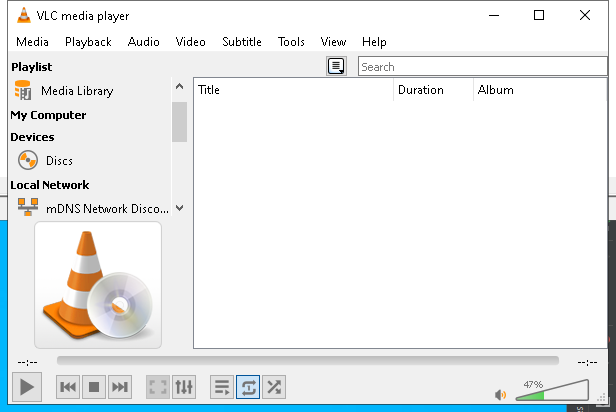 VLC media player
Media Playback Audio Video Subtitle Tools View Help
Playlist
Search
Media Library
Title Duration Album
My Computer
Devices
Discs
Local Network
mDNS Network Disco...
--:-- --:--
47%